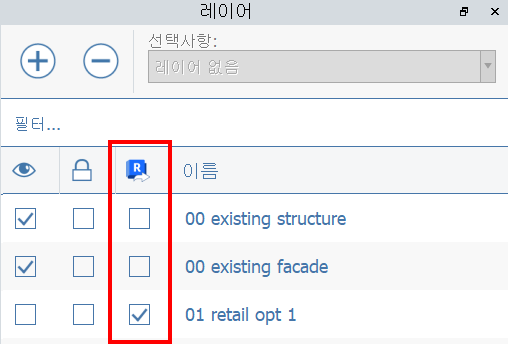 레이어
선택사항:
레이어 없음
필터...
R 이름
00 existing structure
00 existing facade
01 retail opt 1